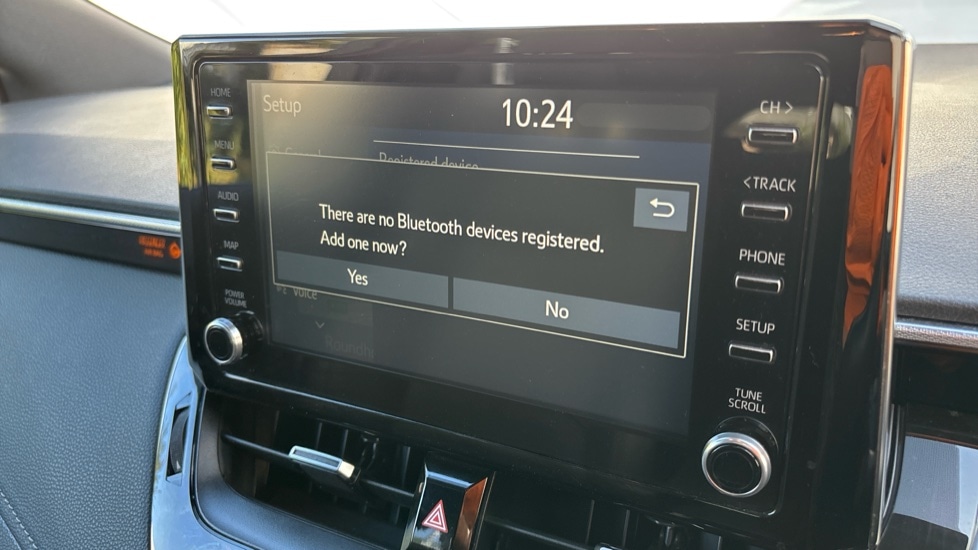 HOME
MENU
AUDIO
MAP
POWER
VOLUME
Setup
10:24
Registered device
There are no Bluetooth devices registered.
Add one now?
Yes
No
Voice
CH >
< TRACK
PHONE
SETUP
TUNE
SCROLL